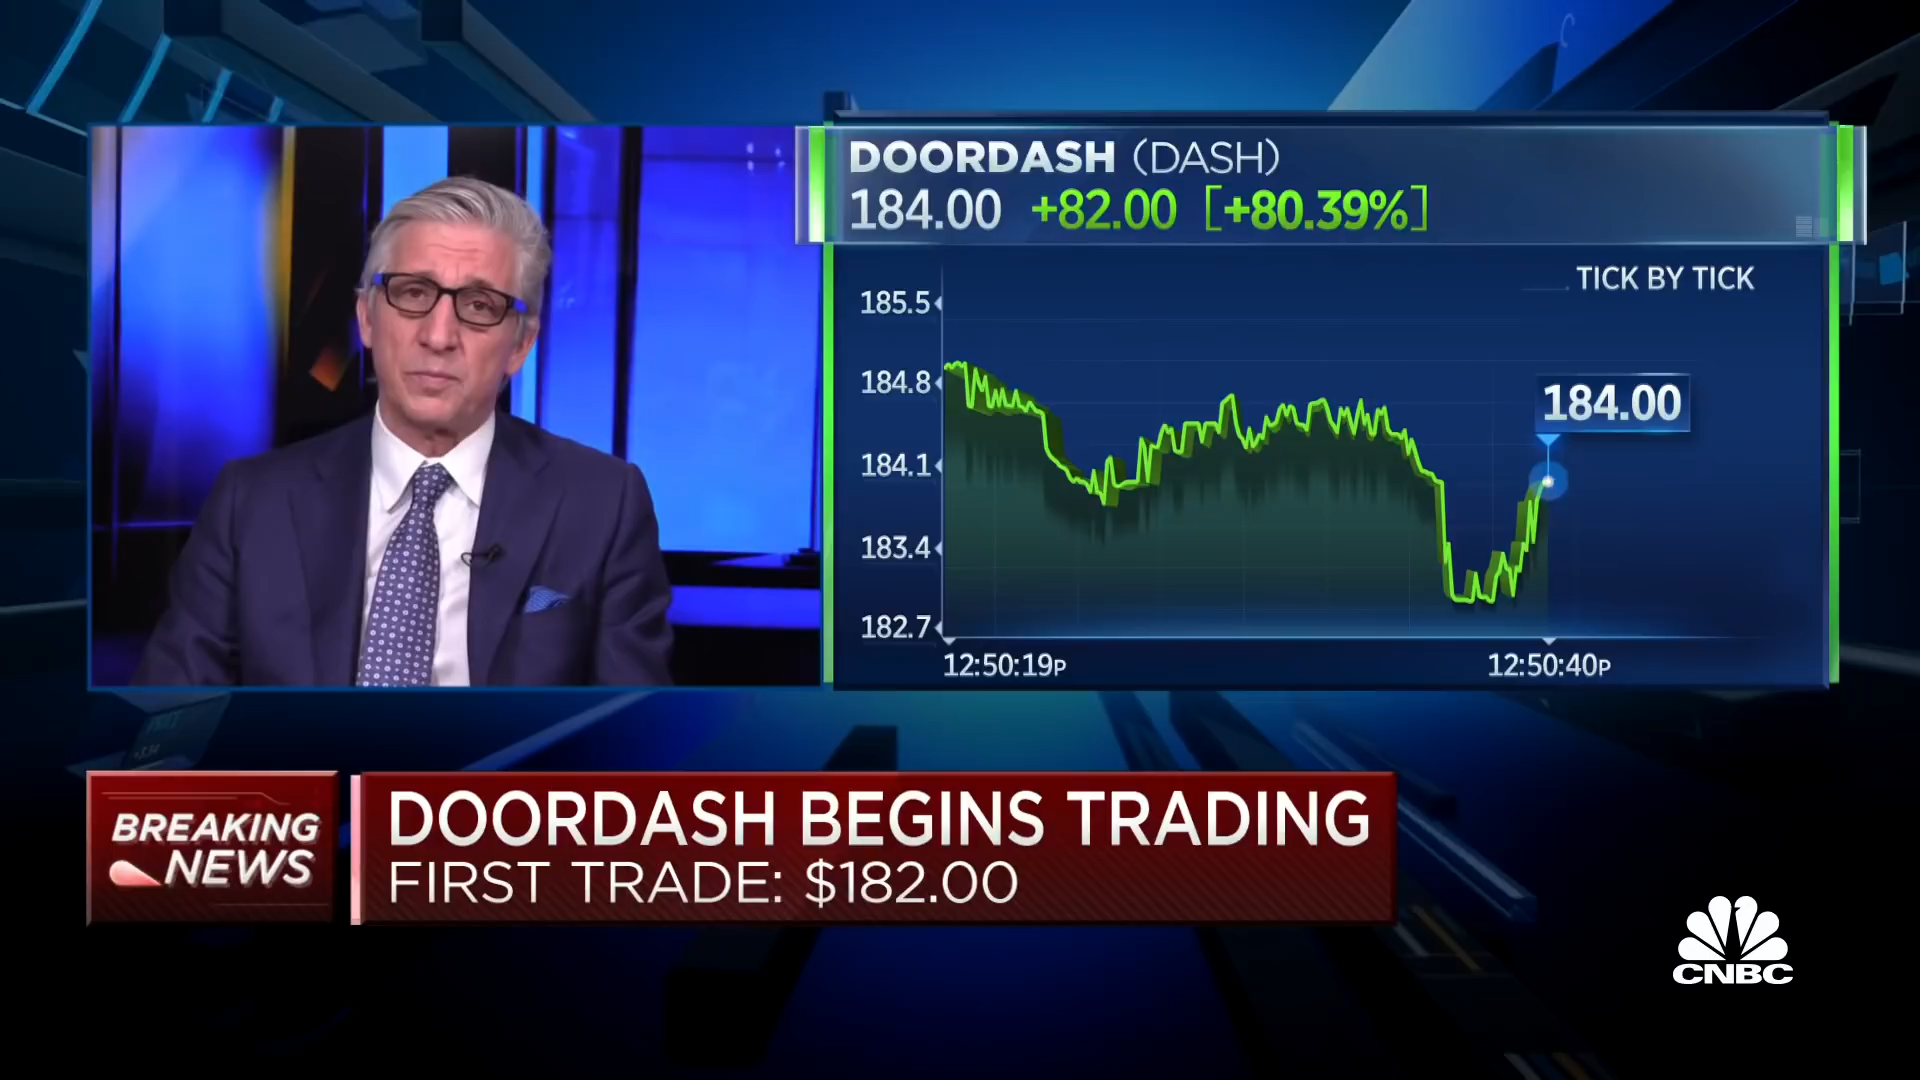 DOORDASH (DASH)
184.00 +82.00 [+80.39%]
TICK BY TICK
185.5
184.8
184.1
183.4
182.7
184.00
12:50:19P
12:50:40P
BREAKING
NEWS
DOORDASH BEGINS TRADING
FIRST TRADE: $182.00
CNBC